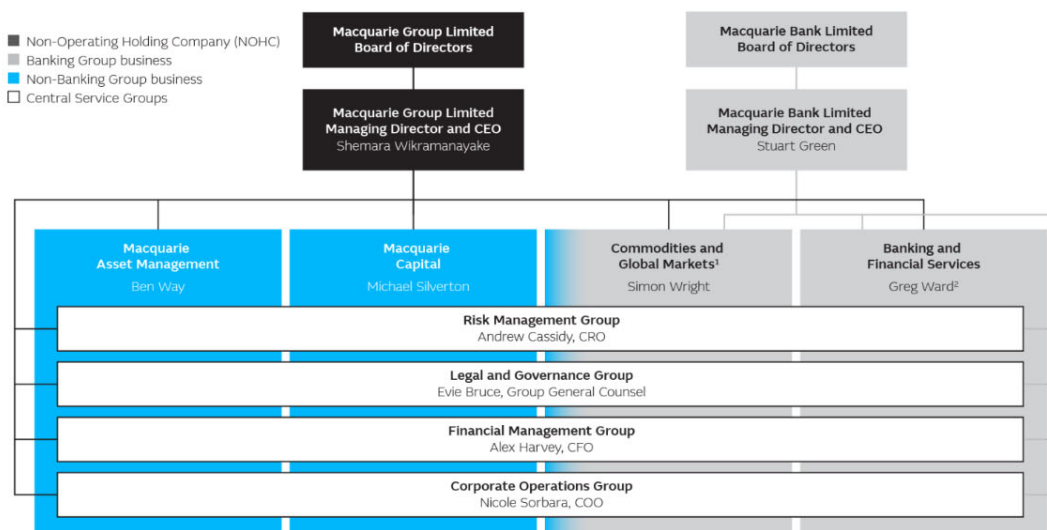 Non-Operating Holding Company (NOHC)
Banking Group business
Non-Banking Group business
Central Service Groups
Macquarie Group Limited
Board of Directors
Macquarie Bank Limited
Board of Directors
Macquarie Group Limited
Managing Director and CEO
Shemara Wikramanayake
Macquarie Bank Limited
Managing Director and CEO
Stuart Green
Macquarie
Asset Management
Ben Way
Macquarie
Capital
Michael Silverton
Commodities and
Global Markets¹
Simon Wright
Banking and
Financial Services
Greg Ward²
Risk Management Group
Andrew Cassidy, CRO
Legal and Governance Group
Evie Bruce, Group General Counsel
Financial Management Group
Alex Harvey, CFO
Corporate Operations Group
Nicole Sorbara, COO